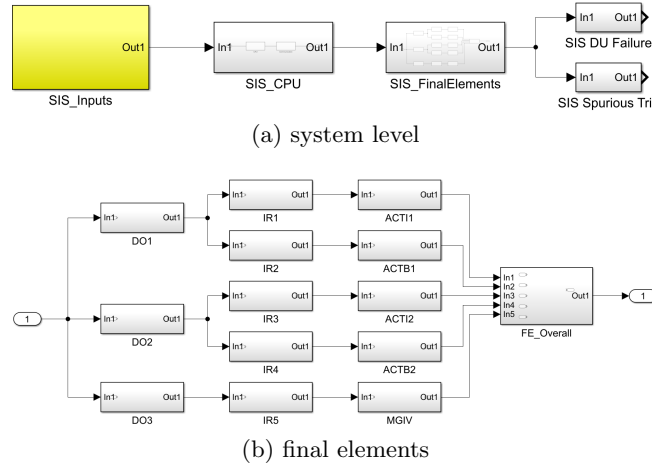 Out1
SIS_Inputs
In1 Out1
SIS_CPU
In1 Out1
SIS_FinalElements
In1 Out1
SIS DU Failure
In1 Out1
SIS Spurious Tri
(a) system level
1
In1 Out1
DO1
In1 Out1
DO2
In1 Out1
DO3
In1 Out1
IR1
In1 Out1
IR2
In1 Out1
IR3
In1 Out1
IR4
In1 Out1
IR5
In1 Out1
ACTI1
In1 Out1
ACTB1
In1 Out1
ACTI2
In1 Out1
ACTB2
In1 Out1
MGIV
In1
In2
In3 Out1
In4
In5
FE_Overall
1
(b) final elements